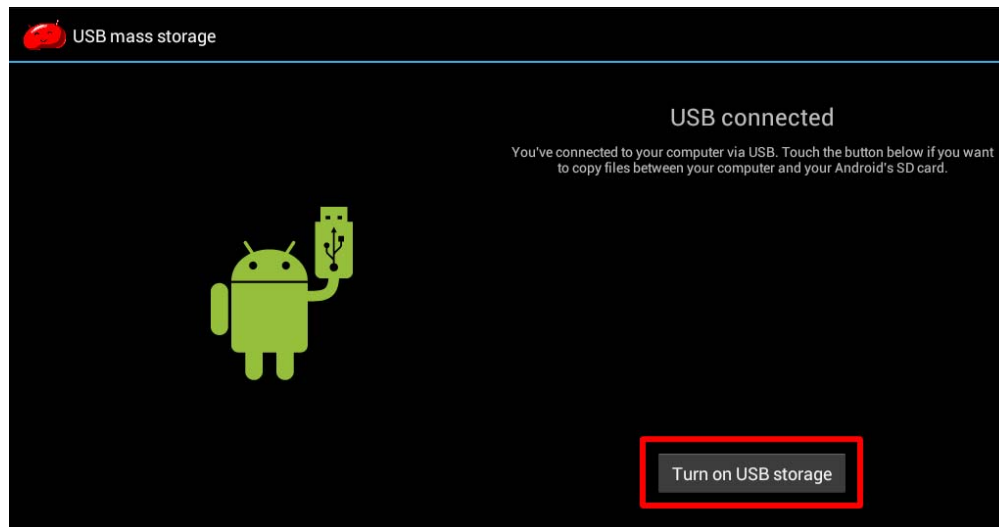 USB mass storage
USB connected
You've connected to your computer via USB. Touch the button below if you want
to copy files between your computer and your Android's SD card.
Turn on USB storage